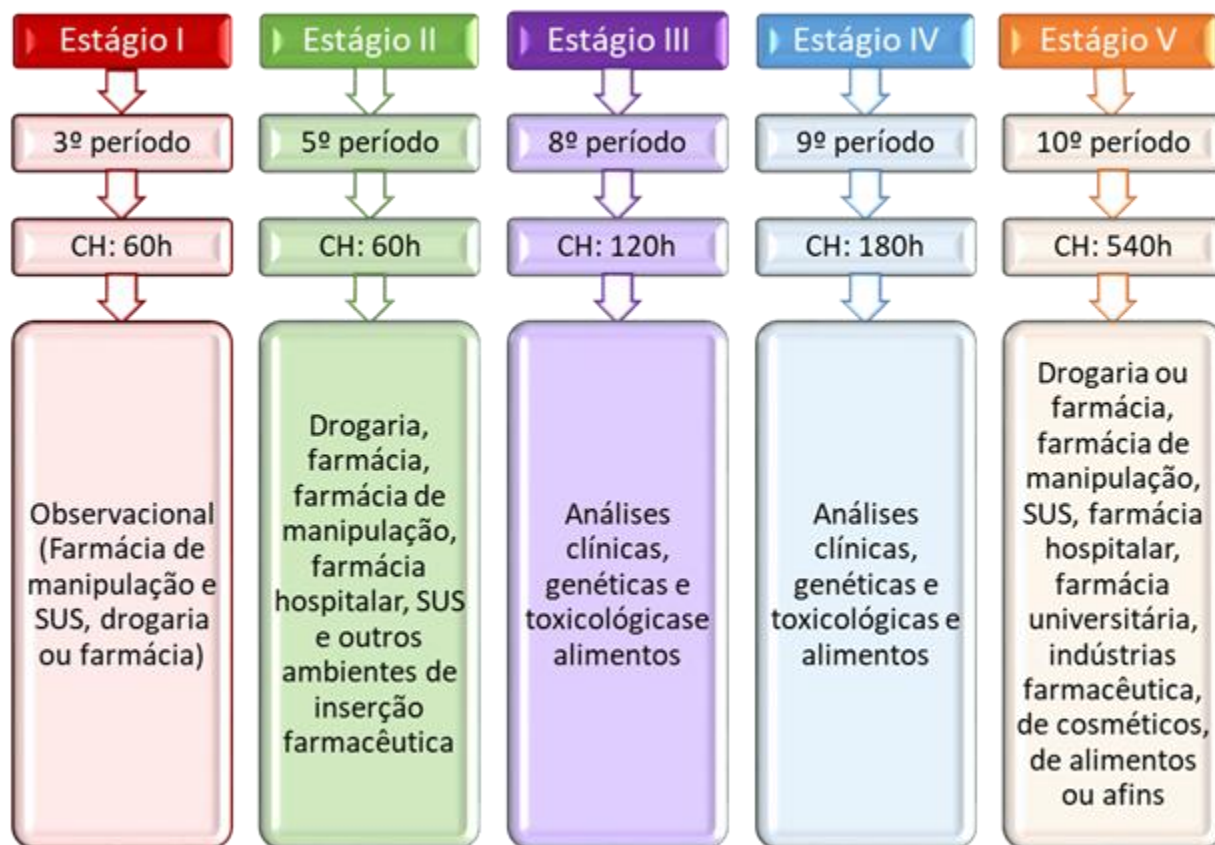 Estágio I
3º período
CH: 60h
Observacional
(Farmácia de
manipulação e
SUS, drogaria
ou farmácia)
Estágio II
5º período
CH: 60h
Drogaria,
farmácia,
farmácia de
manipulação,
farmácia
hospitalar, SUS
e outros
ambientes de
inserção
farmacêutica
Estágio III
8º período
CH: 120h
Análises
clínicas,
genéticas e
toxicológicase
alimentos
Estágio IV
9º período
CH: 180h
Análises
clínicas,
genéticas e
toxicológicas e
alimentos
Estágio V
10º período
CH: 540h
Drogaria ou
farmácia,
farmácia de
manipulação,
SUS, farmácia
hospitalar,
farmácia
universitária,
indústrias
farmacêutica,
de cosméticos,
de alimentos
ou afins